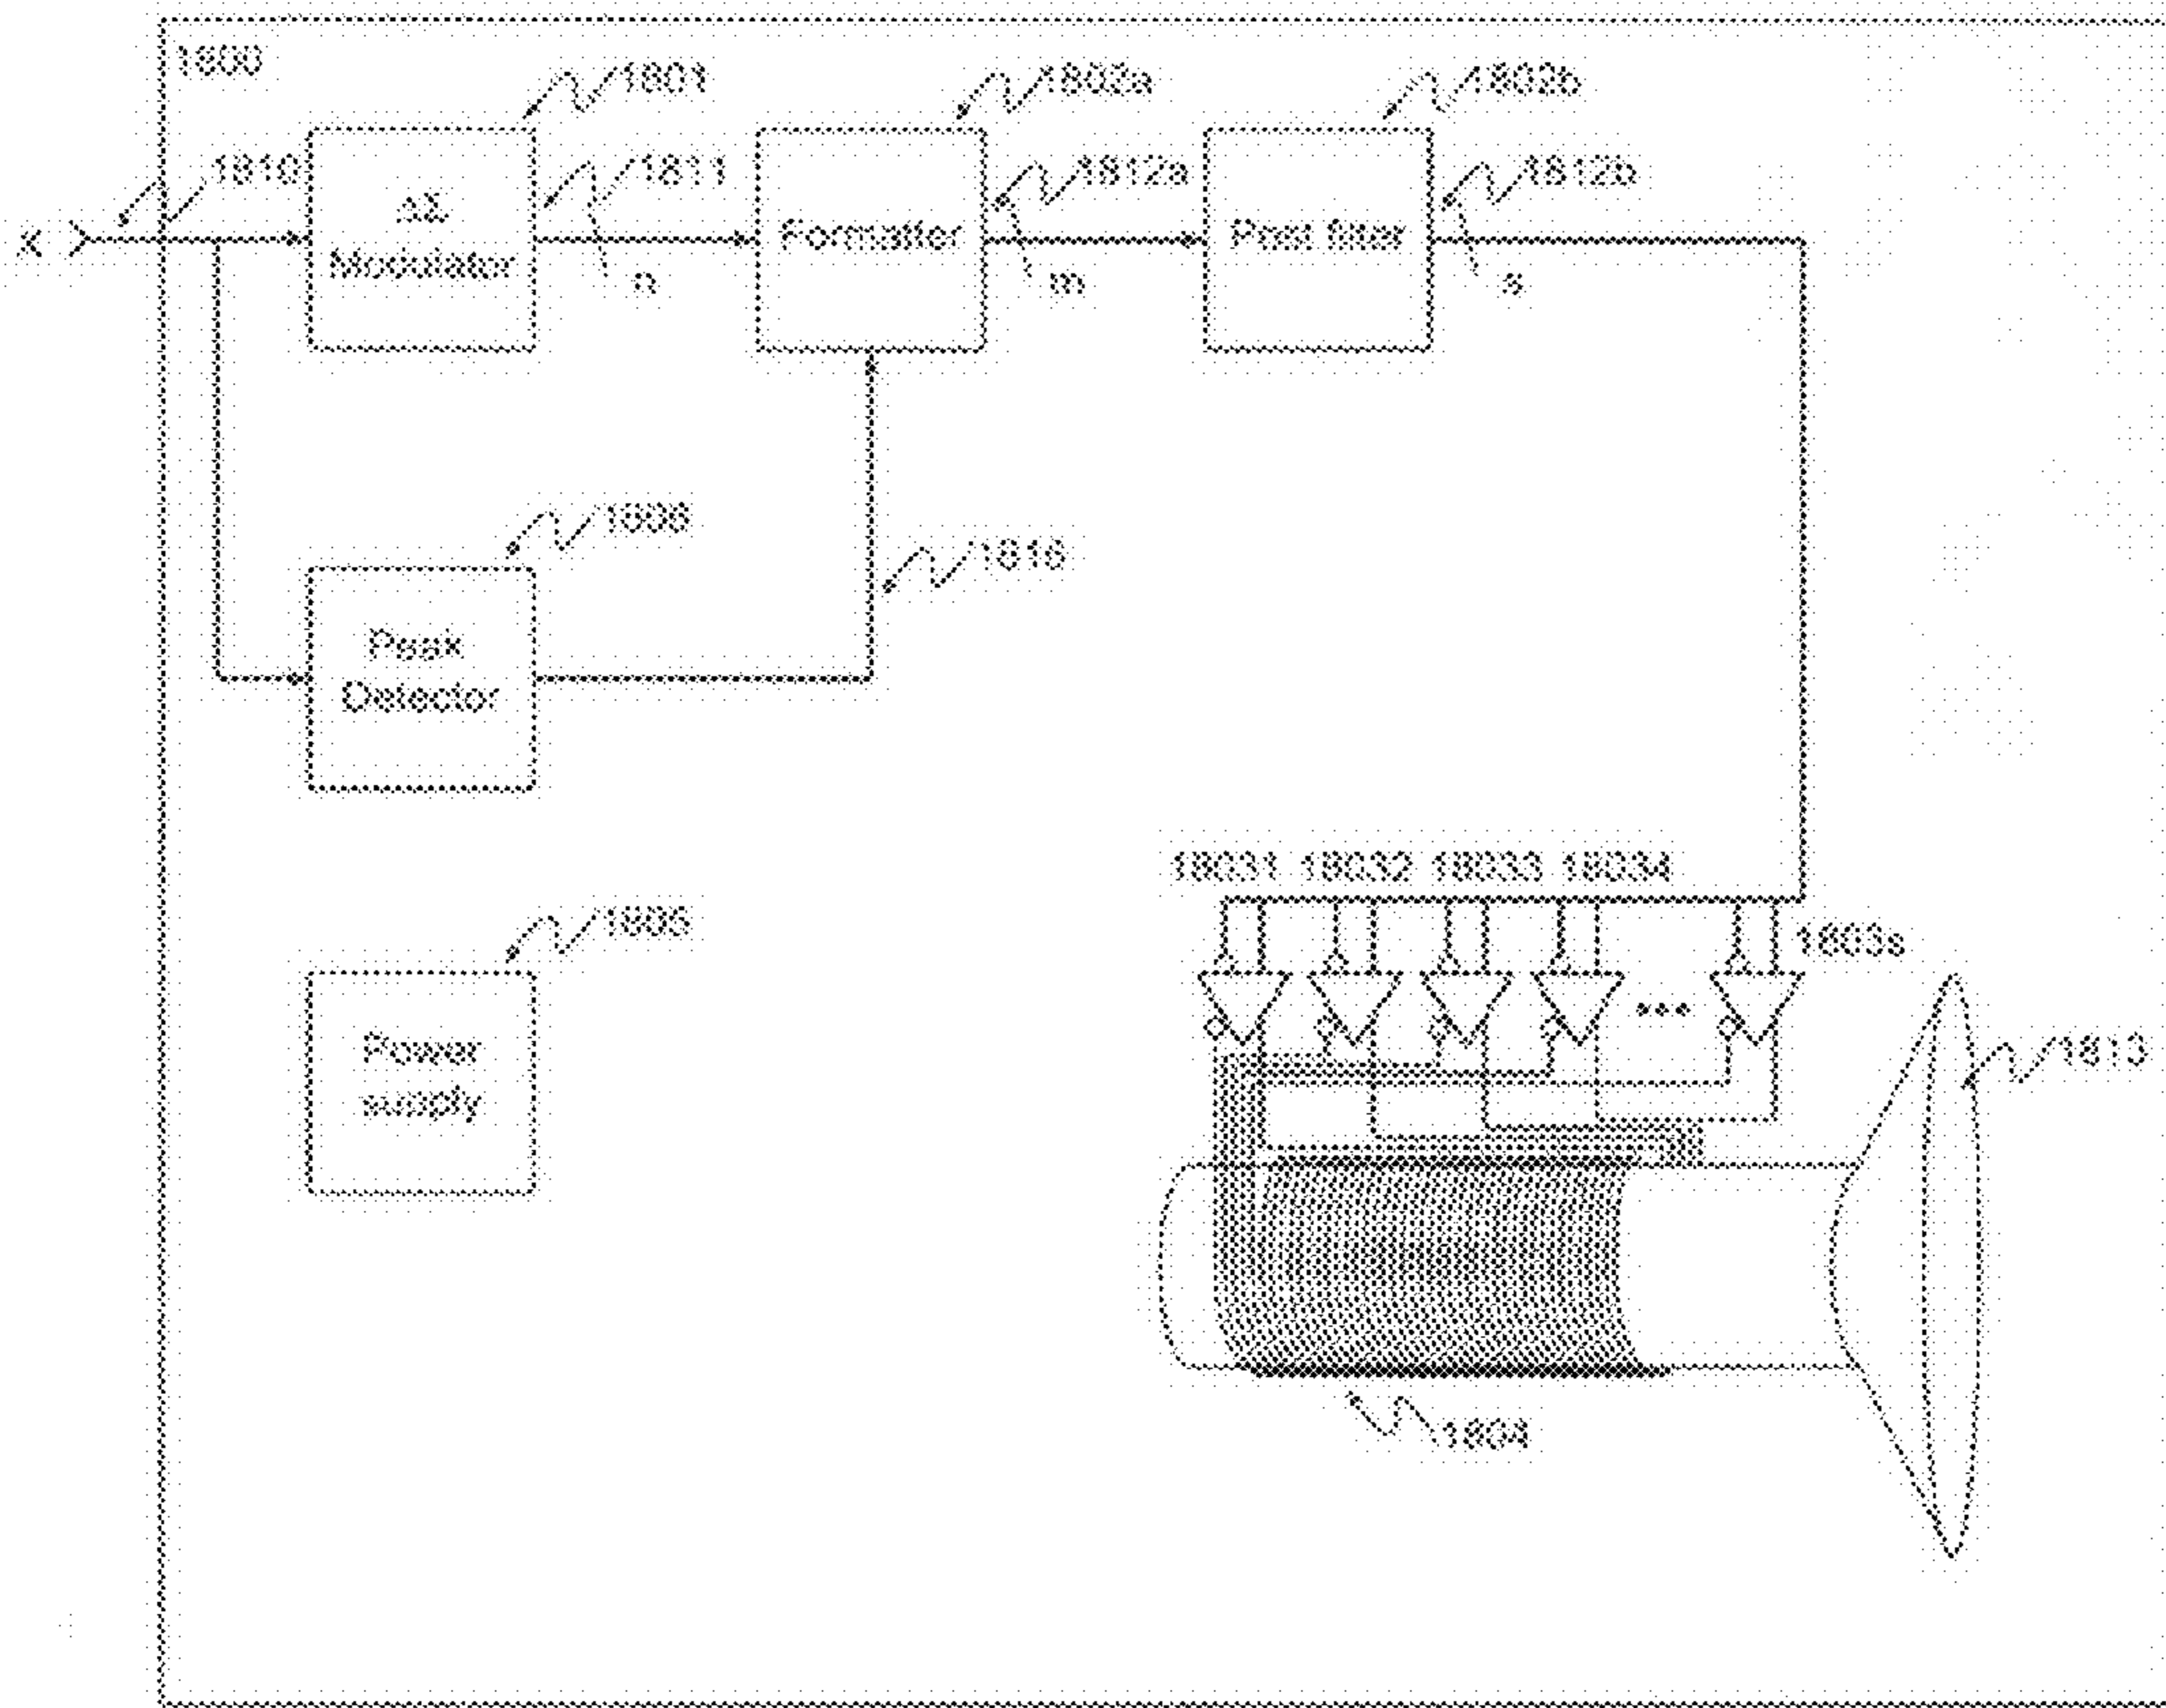 1800
1801
1802a
1802b
x
1810
1811
1812a
1812b
ΔΣ
Modulator
Formatter
Post filter
n
m
s
1806
1816
Peak
Detector
18031 18032 18033 18034
1805
1803s
...
Power
supply
1813
1804